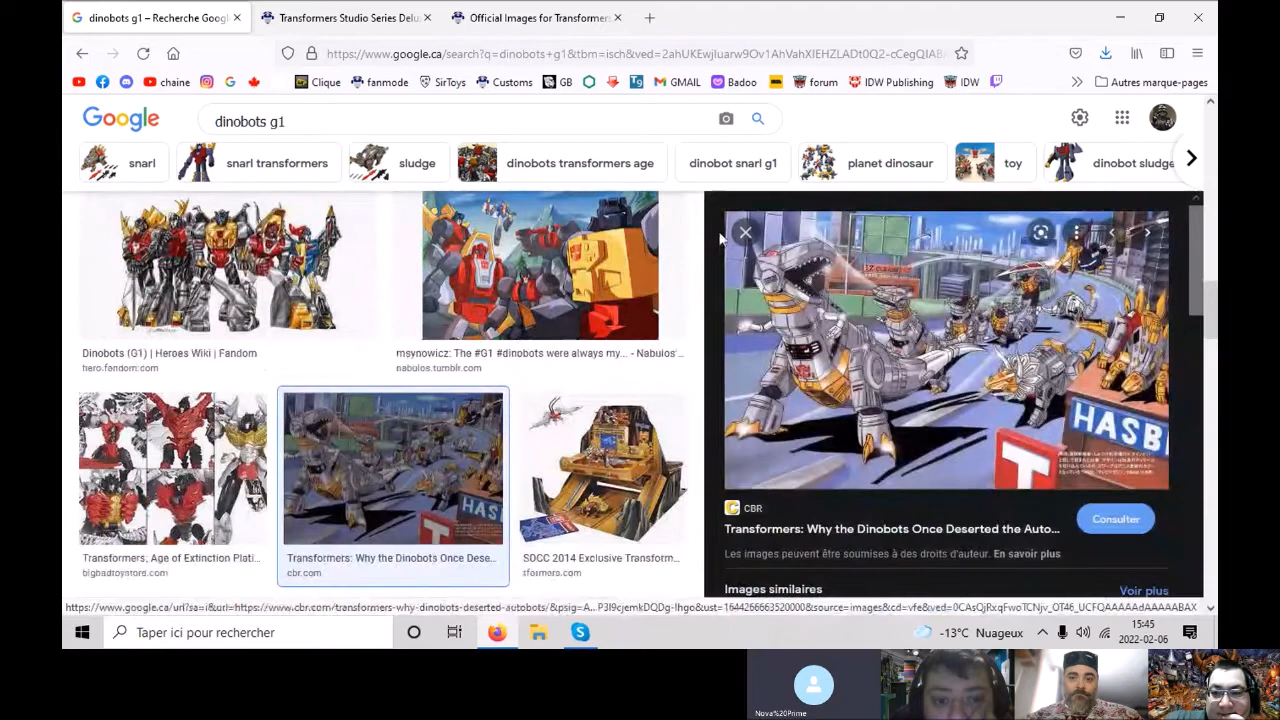 dinobots g1 – Recherche Google
Transformers Studio Series Delu
Official Images for Transformers
https://www.google.ca/search?q=dinobots+g1&tbm=isch&ved=
chaine
Clique
fanmode
SirToys
Customs
GB
GMAIL
Badoo
forum
IDW Publishing
IDW
Autres marque-pages
Google
dinobots g1
snarl
snarl transformers
sludge
dinobots transformers age
dinobot snarl g1
planet dinosaur
toy
dinobot sludge
Dinobots (G1) | Heroes Wiki | Fandom
hero.fandom.com
msynowicz: The #G1 #dinobots were always my... - Nabulos'...
nabulos.tumblr.com
HASB
T
CBR
Transformers: Why the Dinobots Once Deserted the Auto...
Consulter
Les images peuvent être soumises à des droits d'auteur. En savoir plus
Transformers, Age of Extinction Plati...
bigbadtoystore.com
Transformers: Why the Dinobots Once Dese...
cbr.com
SDCC 2014 Exclusive Transform...
tformers.com
Images similaires
Voir plus
Taper ici pour rechercher
-13°C Nuageux
15:45
2022-02-06
Nova%20Prime